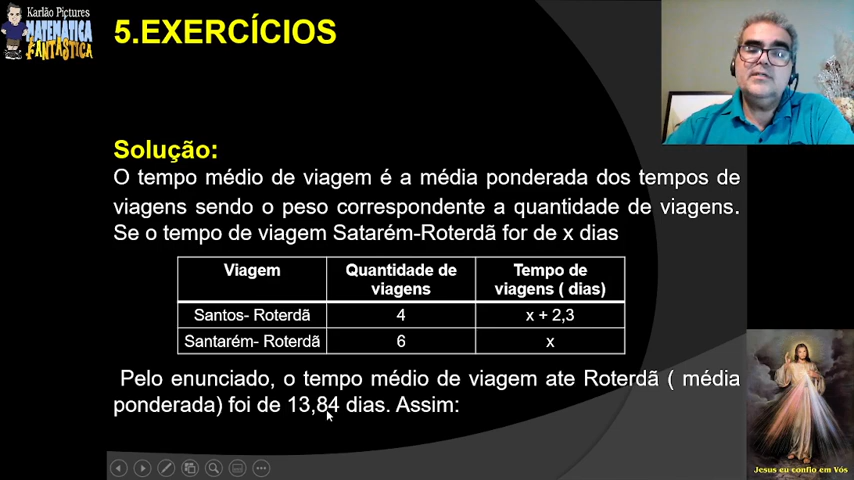 Karlão Pictures
MATEMÁTICA
FANTÁSTICA
5.EXERCÍCIOS
Solução:
O tempo médio de viagem é a média ponderada dos tempos de
viagens sendo o peso correspondente a quantidade de viagens.
Se o tempo de viagem Satarém-Roterdã for de x dias
Viagem
Quantidade de viagens
Tempo de viagens ( dias)
Santos- Roterdã 4 x + 2,3
Santarém- Roterdã 6 x
Pelo enunciado, o tempo médio de viagem ate Roterdã ( média
ponderada) foi de 13,84 dias. Assim:
Jesus eu confio em Vós